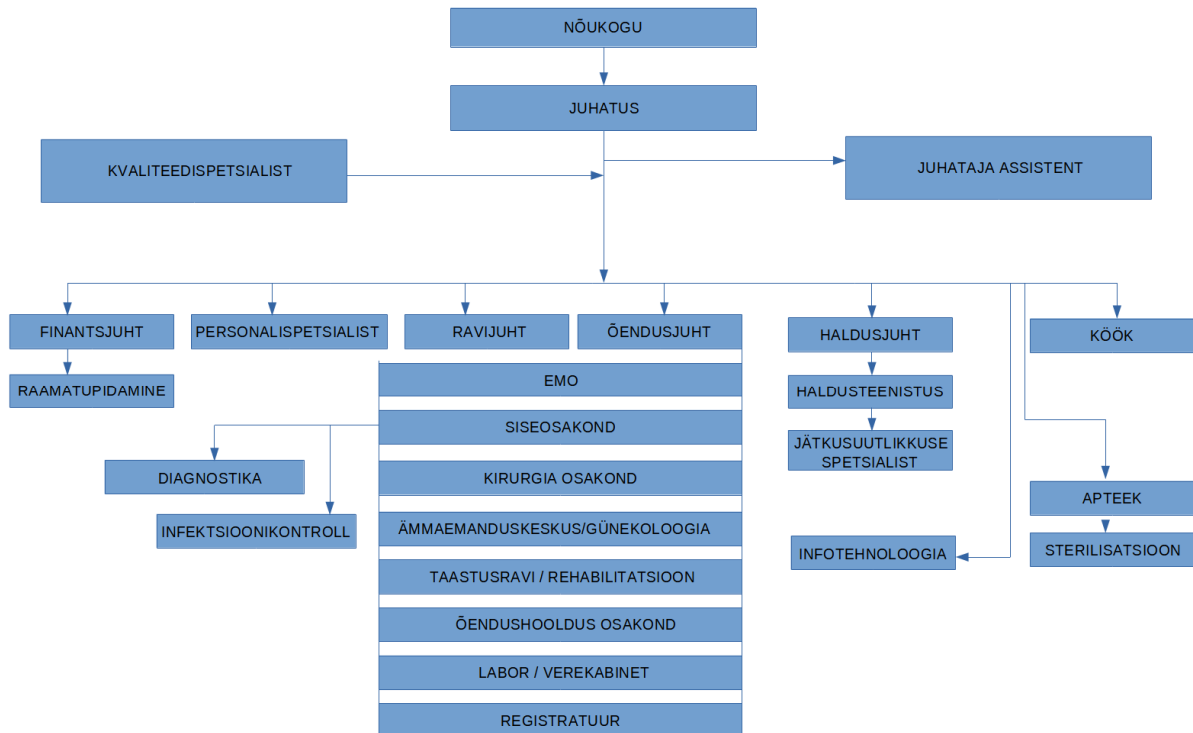 NÕUKOGU
JUHATUS
KVALITEEDISPETSIALIST
JUHATAJA ASSISTENT
FINANTSJUHT
PERSONALISPETSIALIST
RAVIJUHT
ÕENDUSJUHT
HALDUSJUHT
KÖÖK
RAAMATUPIDAMINE
EMO
HALDUSTEENISTUS
SISEOSAKOND
JÄTKUSUUTLIKKUSE
SPETSIALIST
DIAGNOSTIKA
KIRURGIA OSAKOND
APTEEK
INFEKTSIOONIKONTROLL
ÄMMAEMANDUSKESKUS/GÜNEKOLOOGIA
INFOTEHNOLOOGIA
STERILISATSIOON
TAASTUSRAVI / REHABILITATSIOON
ÕENDUSHOOLDUS OSAKOND
LABOR / VEREKABINET
REGISTRATUUR